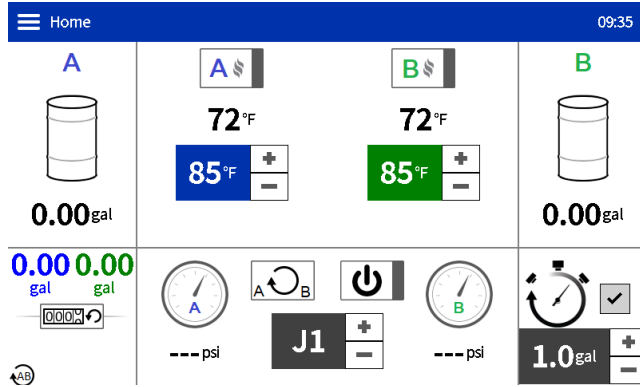 Home 09:35
A A B B
72°F 72°F
85°F + − 85°F + −
0.00gal 0.00gal
0.00 0.00
gal gal
A A B B
000
J1 + −
--- psi --- psi
1.0gal + −
AB